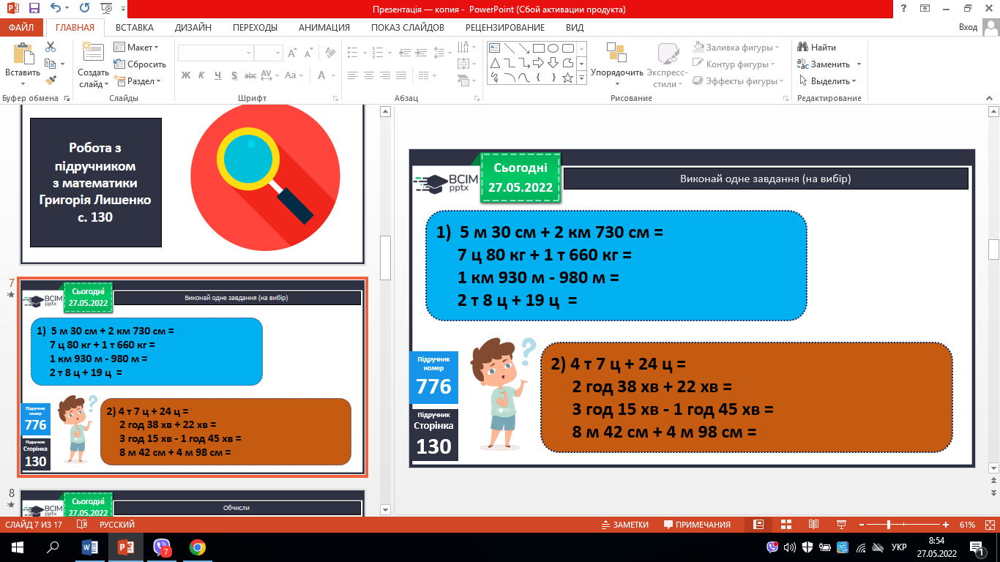 Презентація — копия - PowerPoint (Сбой активации продукта)
ФАЙЛ ГЛАВНАЯ ВСТАВКА ДИЗАЙН ПЕРЕХОДЫ АНИМАЦИЯ ПОКАЗ СЛАЙДОВ РЕЦЕНЗИРОВАНИЕ ВИД Вход
Вставить
Буфер обмена
Создать
слайд
Макет
Сбросить
Раздел
Слайды
Ж К Ч S abc AV Aa A
Шрифт
Абзац
Упорядочить
Экспресс-
стили
Заливка фигуры
Контур фигуры
Эффекты фигуры
Рисование
Найти
Заменить
Выделить
Редактирование
Робота з
підручником
з математики
Григорія Лишенко
с. 130
7
Сьогодні
27.05.2022
Виконай одне завдання (на вибір)
ВСІМ
pptx
1) 5 м 30 см + 2 км 730 см =
7 ц 80 кг + 1 т 660 кг =
1 км 930 м - 980 м =
2 т 8 ц + 19 ц =
Підручник
номер
776
Підручник
Сторінка
130
2) 4 т 7 ц + 24 ц =
2 год 38 хв + 22 хв =
3 год 15 хв - 1 год 45 хв =
8 м 42 см + 4 м 98 см =
8
Сьогодні
27.05.2022
Обчисли
ВСІМ
pptx
Сьогодні
27.05.2022
Виконай одне завдання (на вибір)
ВСІМ
pptx
1) 5 м 30 см + 2 км 730 см =
7 ц 80 кг + 1 т 660 кг =
1 км 930 м - 980 м =
2 т 8 ц + 19 ц =
Підручник
номер
776
Підручник
Сторінка
130
2) 4 т 7 ц + 24 ц =
2 год 38 хв + 22 хв =
3 год 15 хв - 1 год 45 хв =
8 м 42 см + 4 м 98 см =
СЛАЙД 7 ИЗ 17 РУССКИЙ ЗАМЕТКИ ПРИМЕЧАНИЯ 61%
7
УКР
8:54
27.05.2022
1